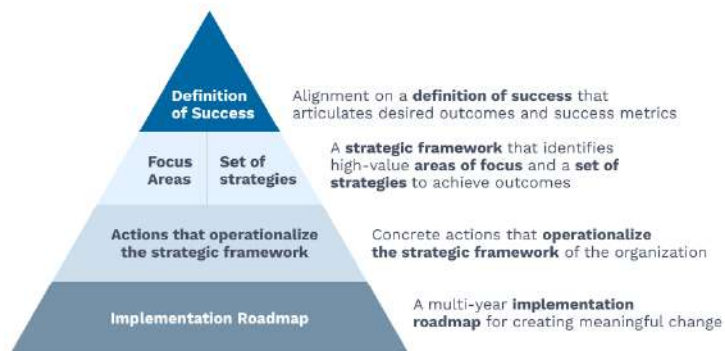 Definition
of Success
Alignment on a definition of success that
articulates desired outcomes and success metrics
Focus
Areas
Set of
strategies
A strategic framework that identifies
high-value areas of focus and a set of
strategies to achieve outcomes
Actions that operationalize
the strategic framework
Concrete actions that operationalize
the strategic framework of the organization
Implementation Roadmap
A multi-year implementation
roadmap for creating meaningful change